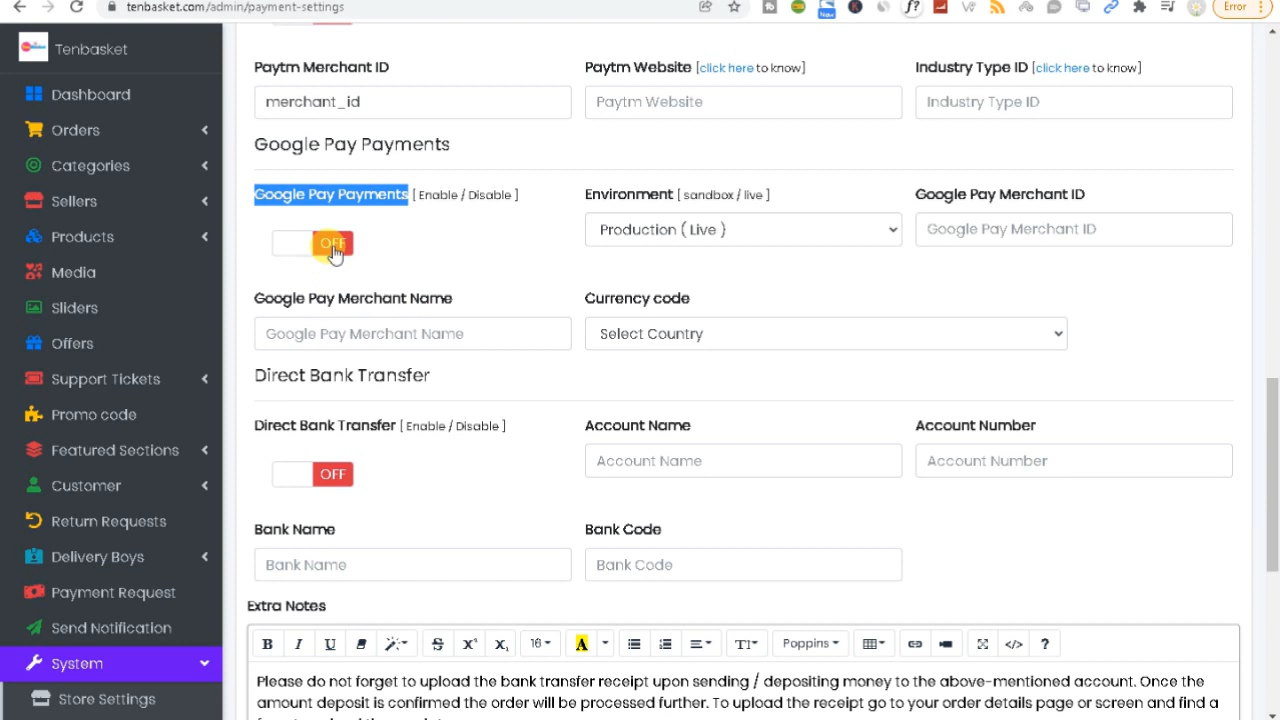 tenbasket.com/admin/payment-settings
Error
Tenbasket
Dashboard
Orders
Categories
Sellers
Products
Media
Sliders
Offers
Support Tickets
Promo code
Featured Sections
Customer
Return Requests
Delivery Boys
Payment Request
Send Notification
System
Store Settings
Paytm Merchant ID
Paytm Website [click here to know]
Industry Type ID [click here to know]
merchant_id
Paytm Website
Industry Type ID
Google Pay Payments
Google Pay Payments [ Enable / Disable ]
Environment [ sandbox / live ]
Google Pay Merchant ID
OFF
Production ( Live )
Google Pay Merchant ID
Google Pay Merchant Name
Currency code
Google Pay Merchant Name
Select Country
Direct Bank Transfer
Direct Bank Transfer [ Enable / Disable ]
Account Name
Account Number
OFF
Account Name
Account Number
Bank Name
Bank Code
Bank Name
Bank Code
Extra Notes
B I U S X² X₂ 16 A T! Poppins </> ?
Please do not forget to upload the bank transfer receipt upon sending / depositing money to the above-mentioned account. Once the
amount deposit is confirmed the order will be processed further. To upload the receipt go to your order details page or screen and find a